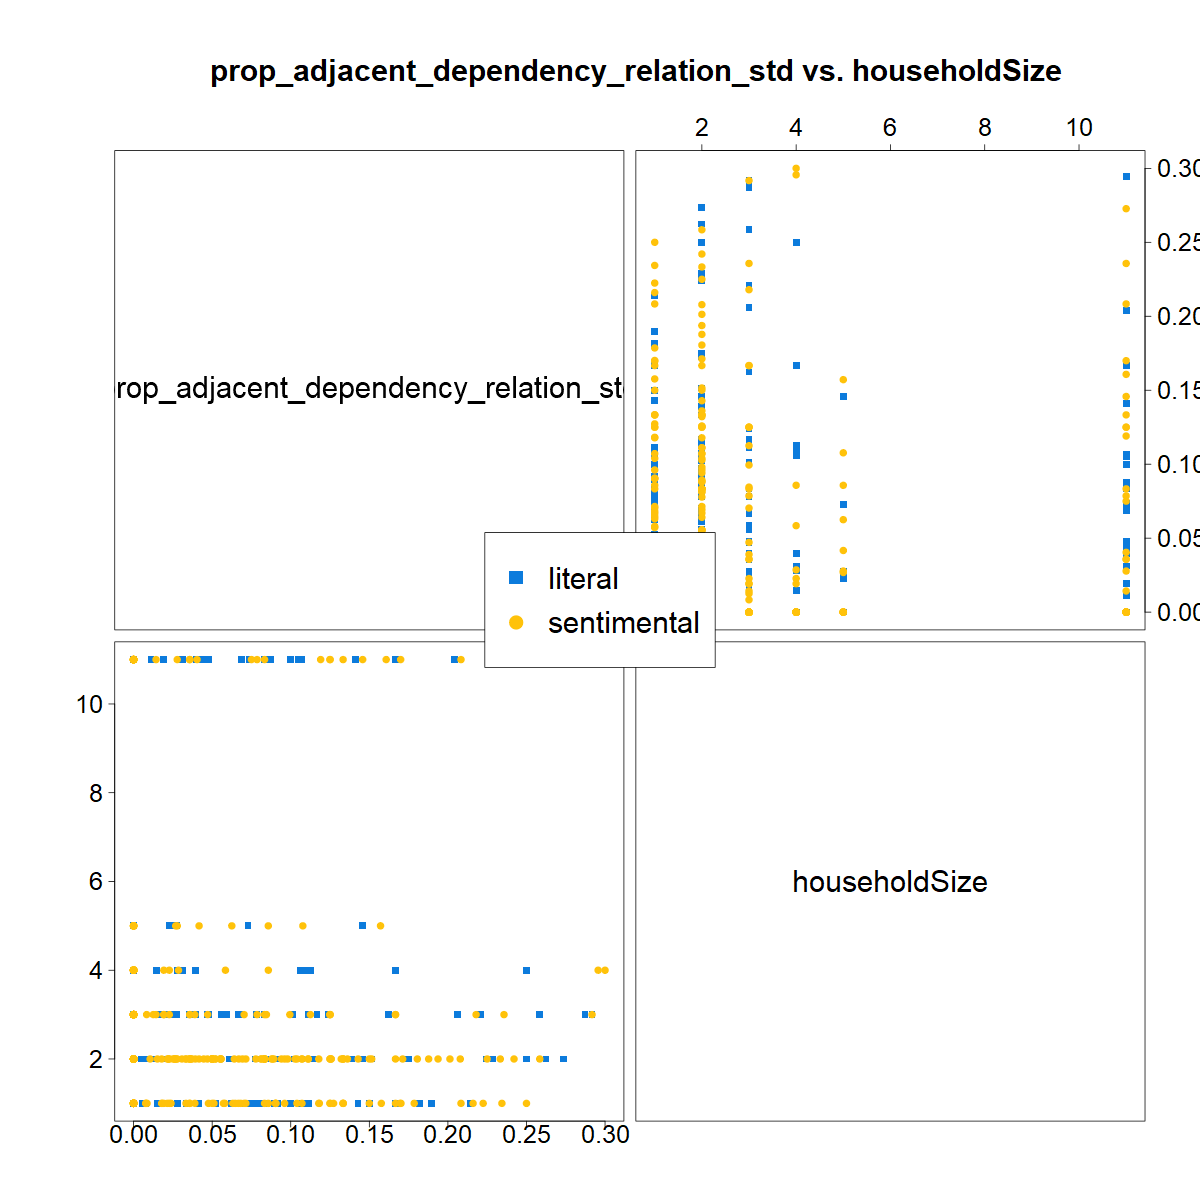 prop_adjacent_dependency_relation_std vs. householdSize
2 4 6 8 10
rop_adjacent_dependency_relation_st
0.30
0.25
0.20
0.15
0.10
0.05
0.00
literal
sentimental
10
8
6
4
2
householdSize
0.00 0.05 0.10 0.15 0.20 0.25 0.30